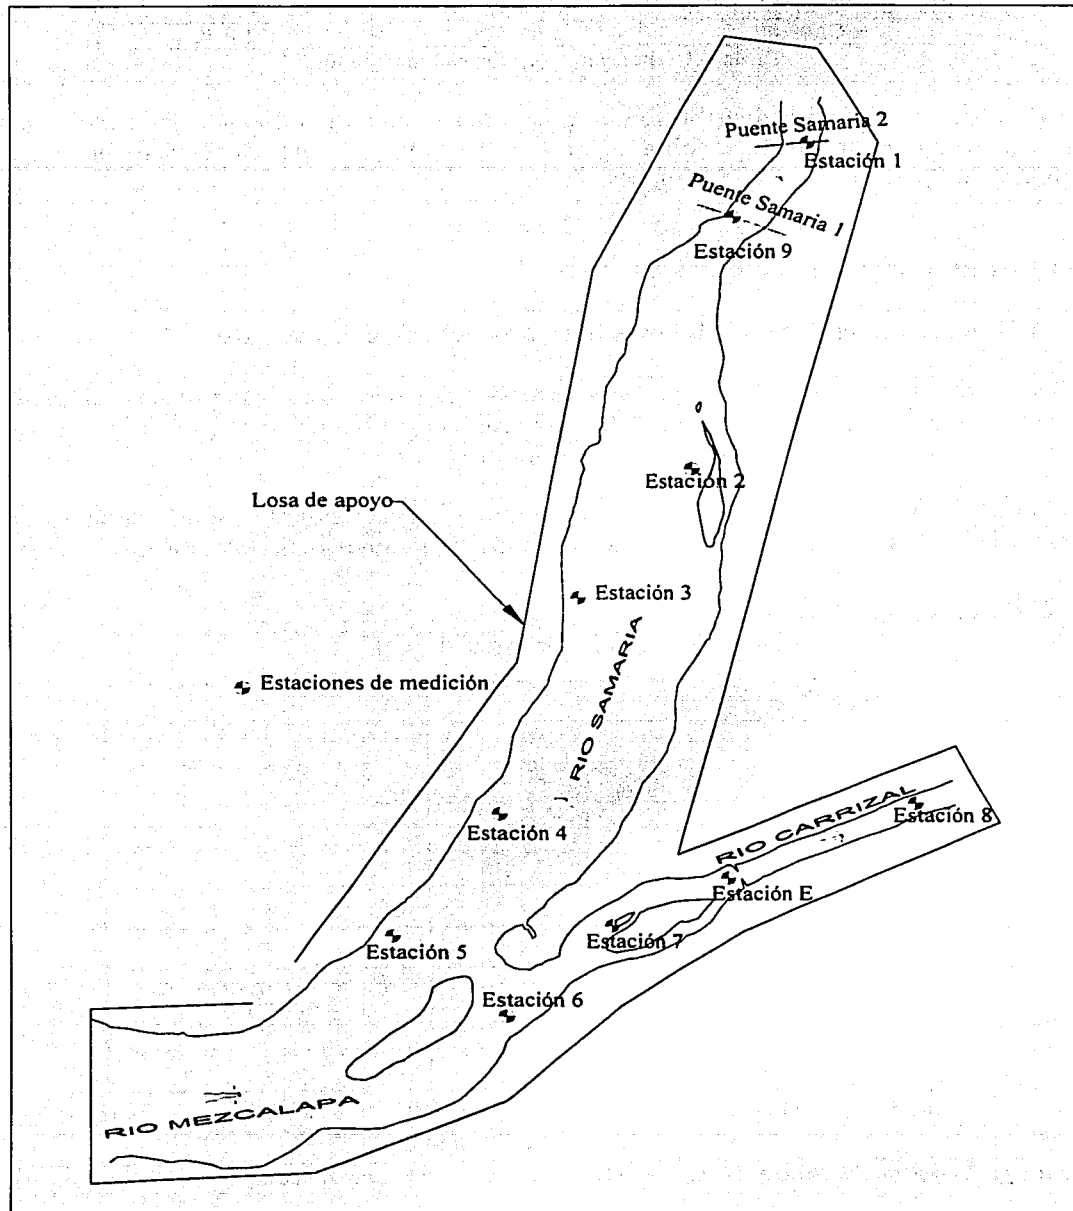 Puente Samaria 2
Estación 1
Puente Samaria 1
Estación 9
Estación 2
Losa de apoyo
Estación 3
RIO SAMARIA
Estaciones de medición
RIO CARRIZAL
Estación 8
Estación 4
Estación E
Estación 7
Estación 5
Estación 6
RIO MEZCALAPA